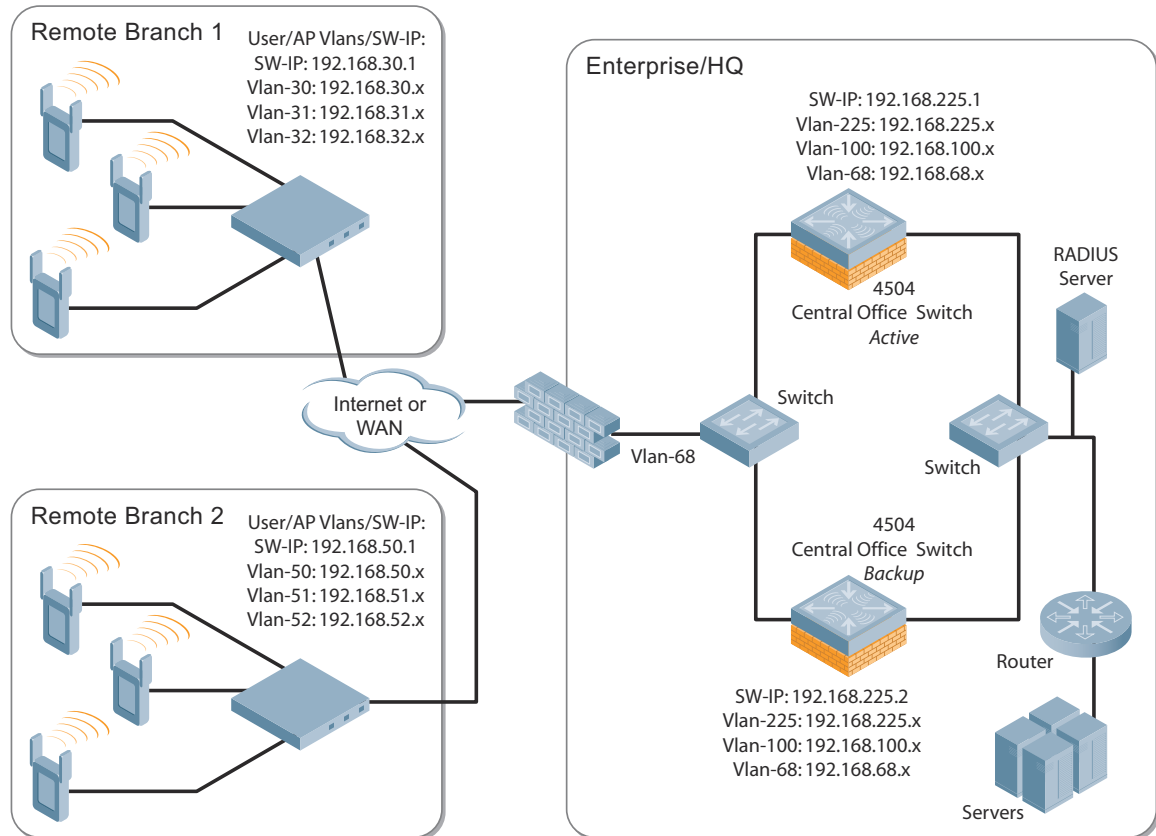 Remote Branch 1
User/AP Vlans/SW-IP:
SW-IP: 192.168.30.1
Vlan-30: 192.168.30.x
Vlan-31: 192.168.31.x
Vlan-32: 192.168.32.x
Internet or
WAN
Remote Branch 2
User/AP Vlans/SW-IP:
SW-IP: 192.168.50.1
Vlan-50: 192.168.50.x
Vlan-51: 192.168.51.x
Vlan-52: 192.168.52.x
Enterprise/HQ
SW-IP: 192.168.225.1
Vlan-225: 192.168.225.x
Vlan-100: 192.168.100.x
Vlan-68: 192.168.68.x
4504
Central Office Switch
Active
RADIUS
Server
Switch
Vlan-68
Switch
4504
Central Office Switch
Backup
SW-IP: 192.168.225.2
Vlan-225: 192.168.225.x
Vlan-100: 192.168.100.x
Vlan-68: 192.168.68.x
Router
Servers